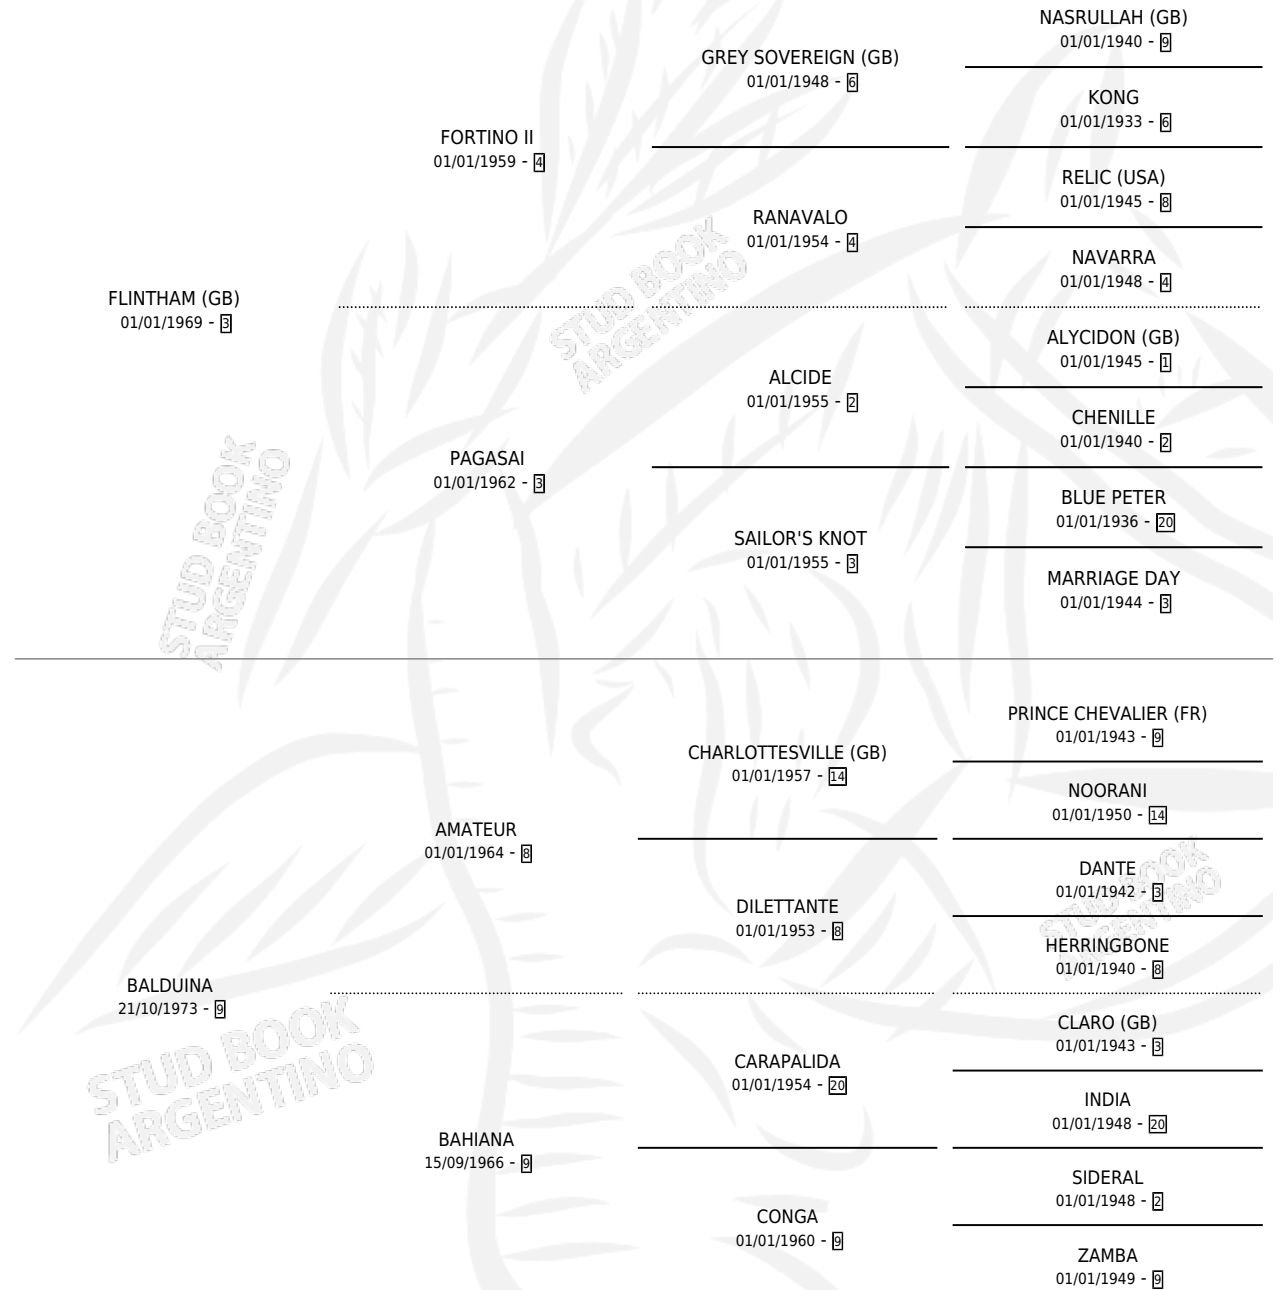 NASRULLAH (GB)
01/01/1940 - 9
GREY SOVEREIGN (GB)
01/01/1948 - 6
KONG
01/01/1933 - 6
FORTINO II
01/01/1959 - 4
RELIC (USA)
01/01/1945 - 8
RANAVALO
01/01/1954 - 4
NAVARRA
01/01/1948 - 4
FLINTHAM (GB)
01/01/1969 - 3
ALYCIDON (GB)
01/01/1945 - 1
ALCIDE
01/01/1955 - 2
CHENILLE
01/01/1940 - 2
PAGASAI
01/01/1962 - 3
BLUE PETER
01/01/1936 - 20
SAILOR'S KNOT
01/01/1955 - 3
MARRIAGE DAY
01/01/1944 - 3
STUD BOOK
ARGENTINO
STUD BOOK
ARGENTINO
PRINCE CHEVALIER (FR)
01/01/1943 - 9
CHARLOTTESVILLE (GB)
01/01/1957 - 14
NOORANI
01/01/1950 - 14
AMATEUR
01/01/1964 - 8
DANTE
01/01/1942 - 3
DILETTANTE
01/01/1953 - 8
HERRINGBONE
01/01/1940 - 8
STUD BOOK
ARGENTINO
BALDUINA
21/10/1973 - 9
CLARO (GB)
01/01/1943 - 3
CARAPALIDA
01/01/1954 - 20
INDIA
01/01/1948 - 20
BAHIANA
15/09/1966 - 9
SIDERAL
01/01/1948 - 2
CONGA
01/01/1960 - 9
ZAMBA
01/01/1949 - 9
STUD BOOK
ARGENTINO